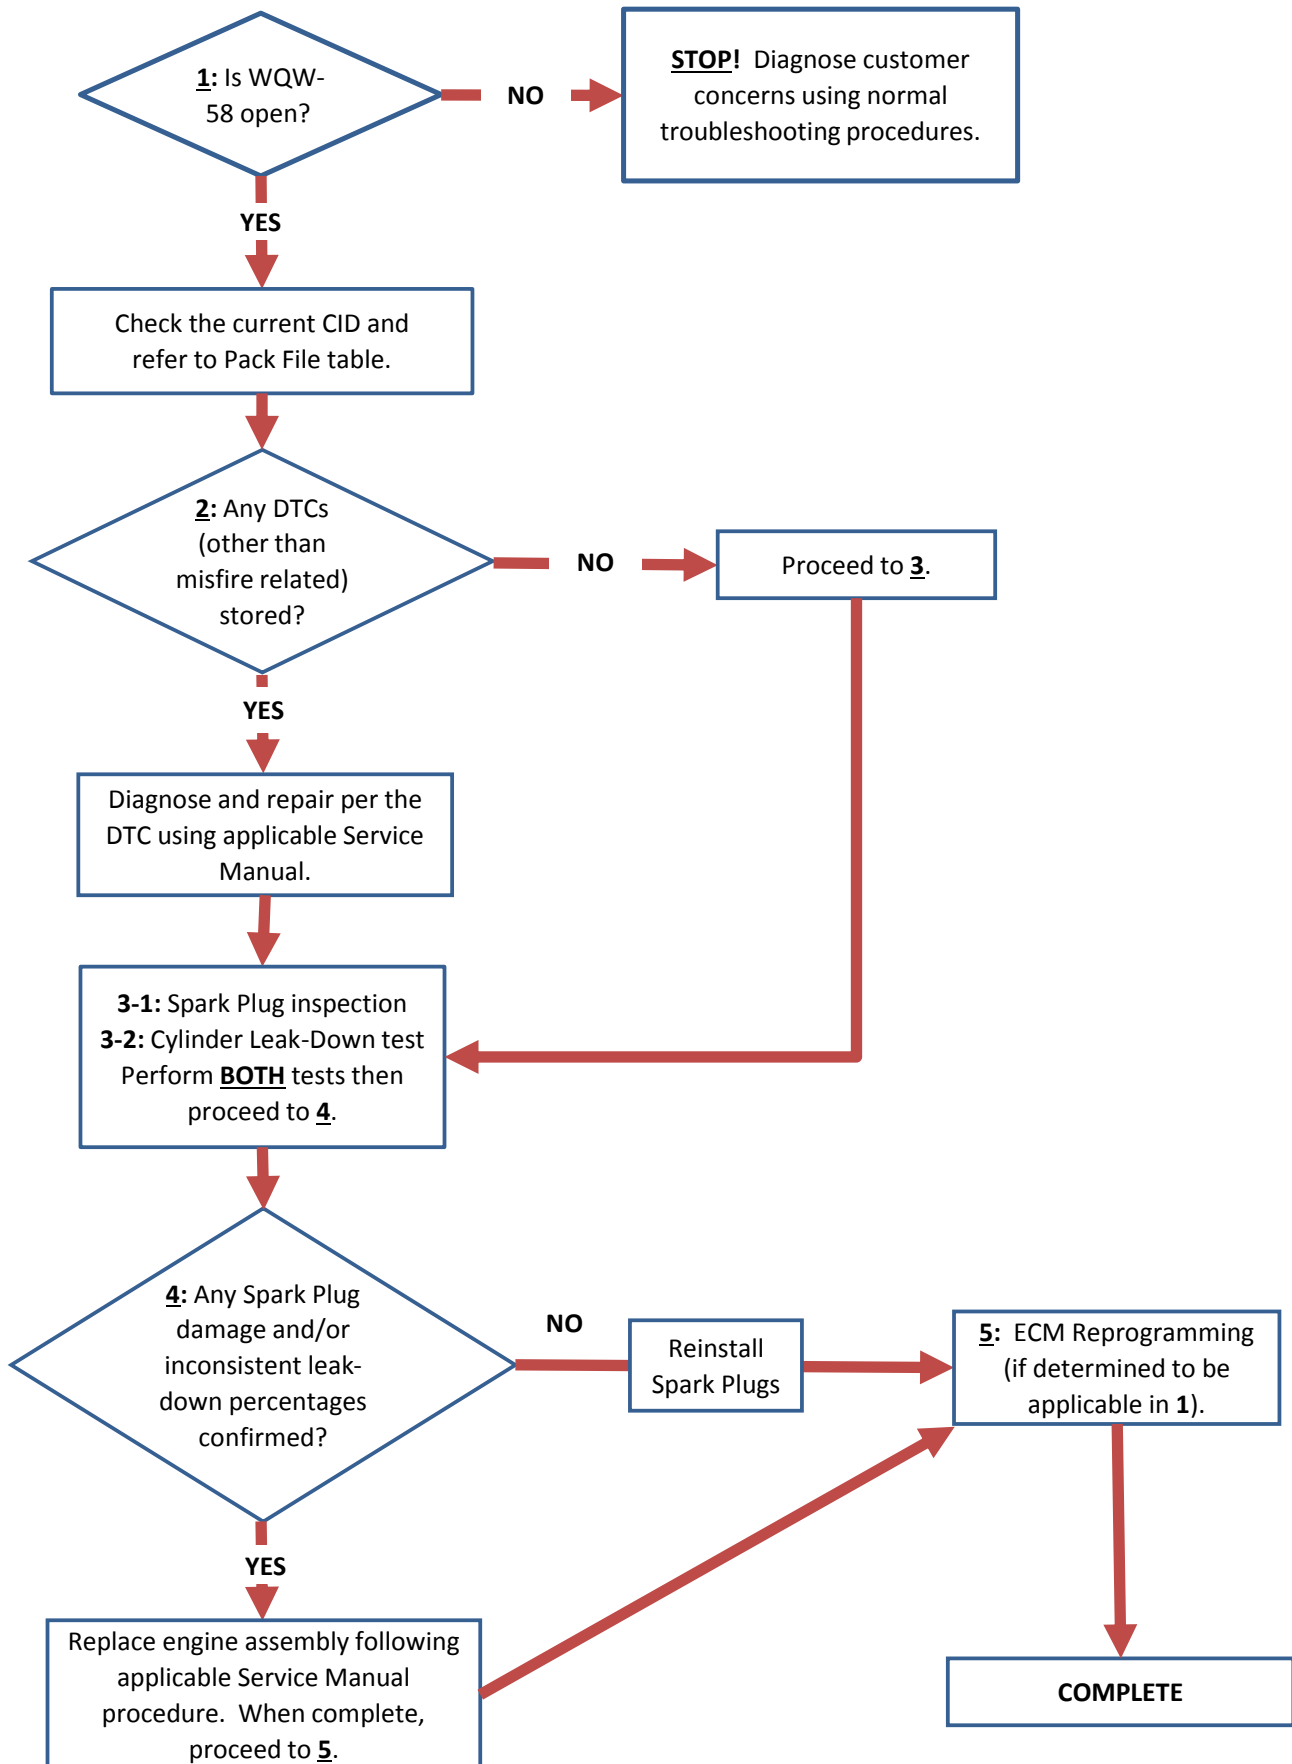 1: Is WQW-
58 open?
NO
STOP! Diagnose customer
concerns using normal
troubleshooting procedures.
YES
Check the current CID and
refer to Pack File table.
2: Any DTCs
(other than
misfire related)
stored?
NO
Proceed to 3.
YES
Diagnose and repair per the
DTC using applicable Service
Manual.
3-1: Spark Plug inspection
3-2: Cylinder Leak-Down test
Perform BOTH tests then
proceed to 4.
4: Any Spark Plug
damage and/or
inconsistent leak-
down percentages
confirmed?
NO
Reinstall
Spark Plugs
5: ECM Reprogramming
(if determined to be
applicable in 1).
YES
Replace engine assembly following
applicable Service Manual
procedure. When complete,
proceed to 5.
COMPLETE